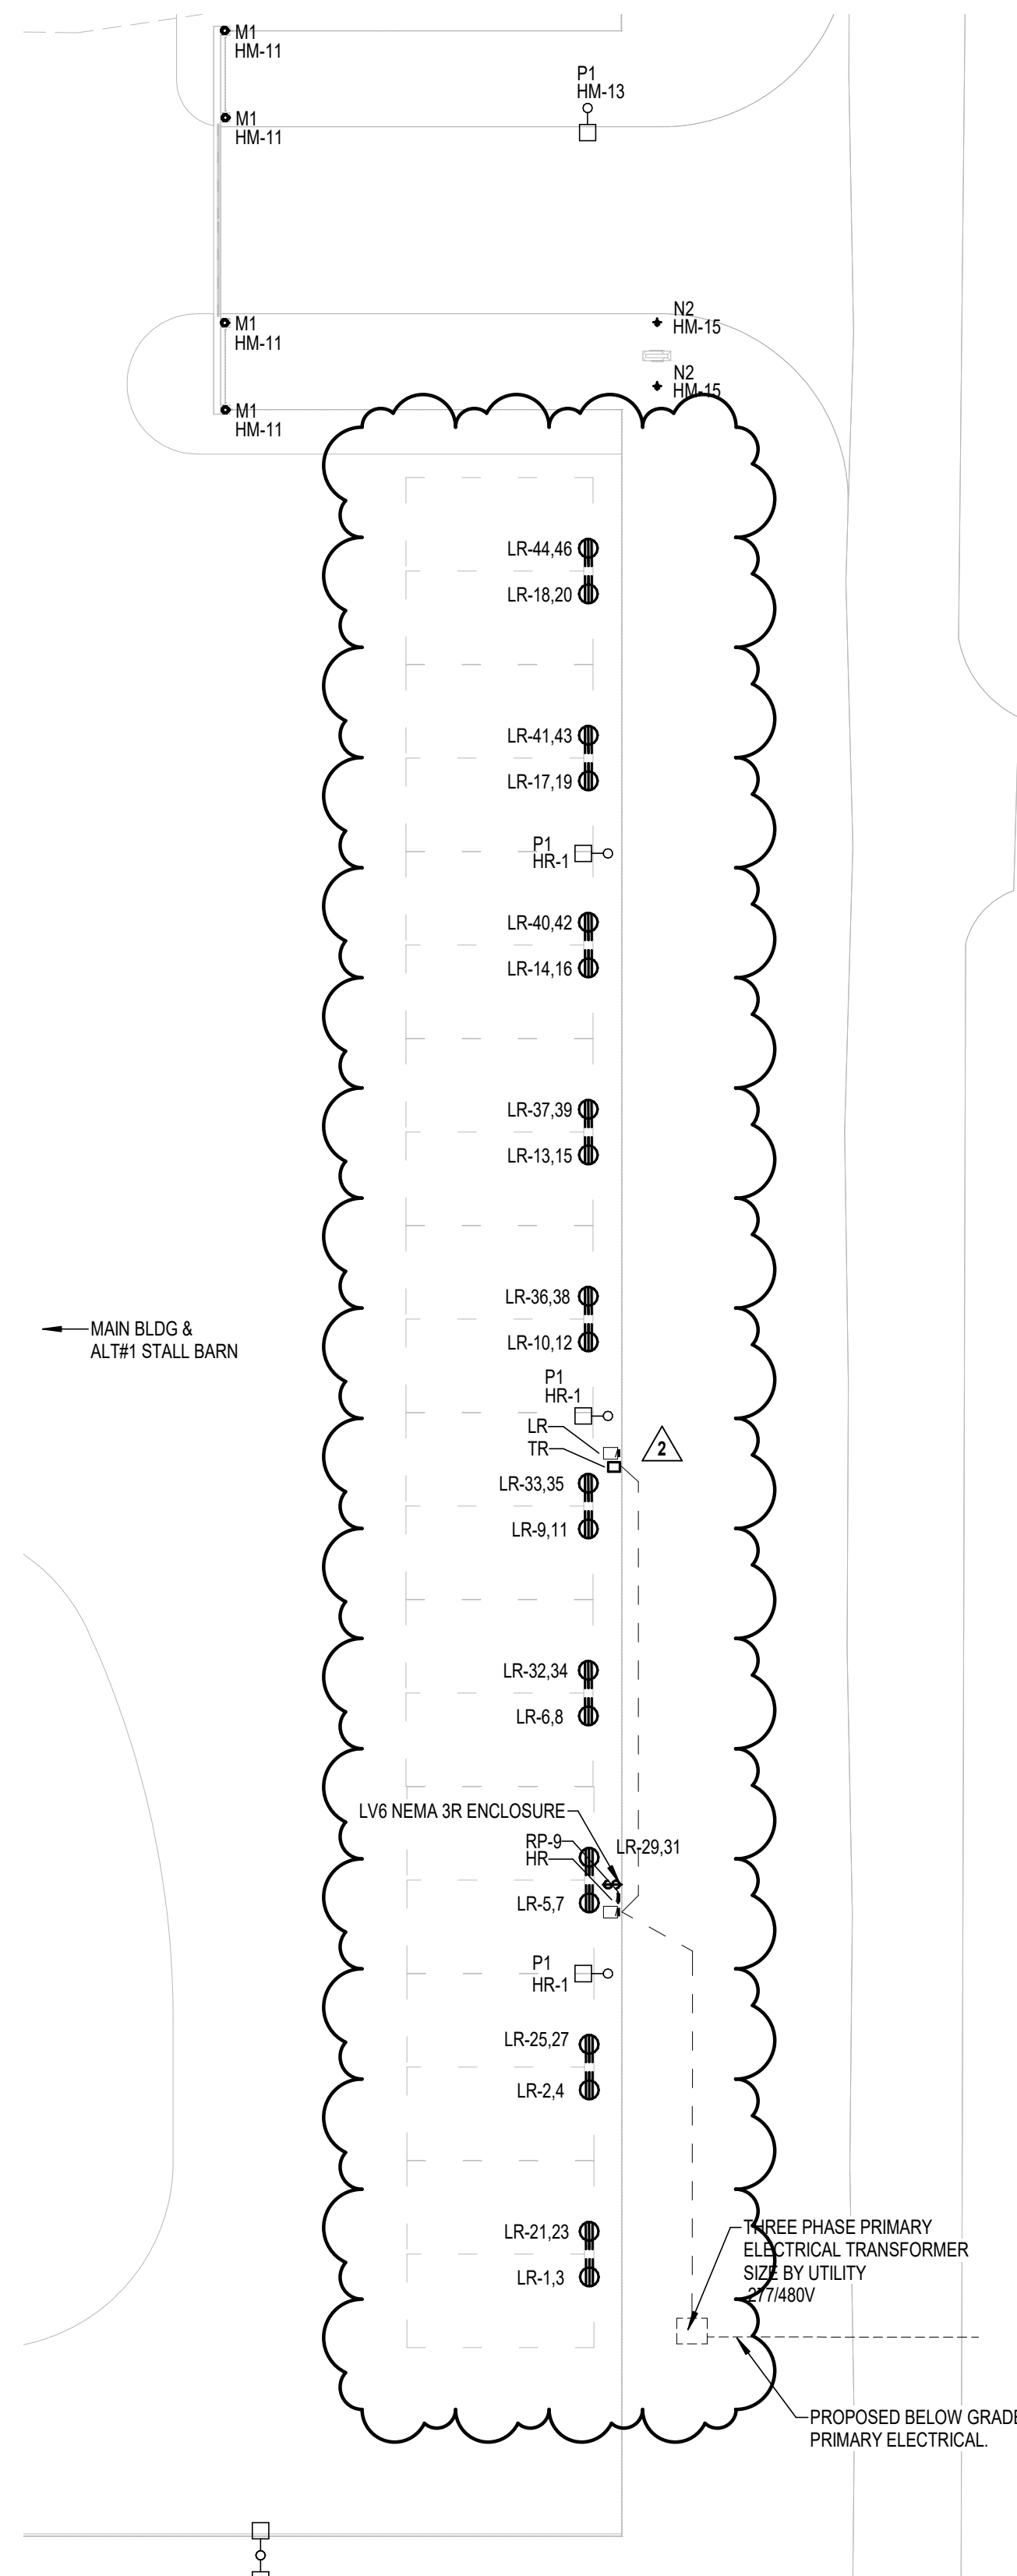 M1
HM-11
P1
HM-13
M1
HM-11
N2
HM-15
M1
HM-11
N2
HM-15
M1
HM-11
LR-44,46
LR-18,20
LR-41,43
LR-17,19
P1
HR-1
LR-40,42
LR-14,16
LR-37,39
LR-13,15
LR-36,38
MAIN BLDG &
ALT#1 STALL BARN
LR-10,12
P1
HR-1
LR
TR
2
LR-33,35
LR-9,11
LR-32,34
LR-6,8
LV6 NEMA 3R ENCLOSURE
RP-9
LR-29,31
HR
LR-5,7
P1
HR-1
LR-25,27
LR-2,4
LR-21,23
LR-1,3
THREE PHASE PRIMARY
ELECTRICAL TRANSFORMER
SIZE BY UTILITY
277/480V
PROPOSED BELOW GRADE
PRIMARY ELECTRICAL.